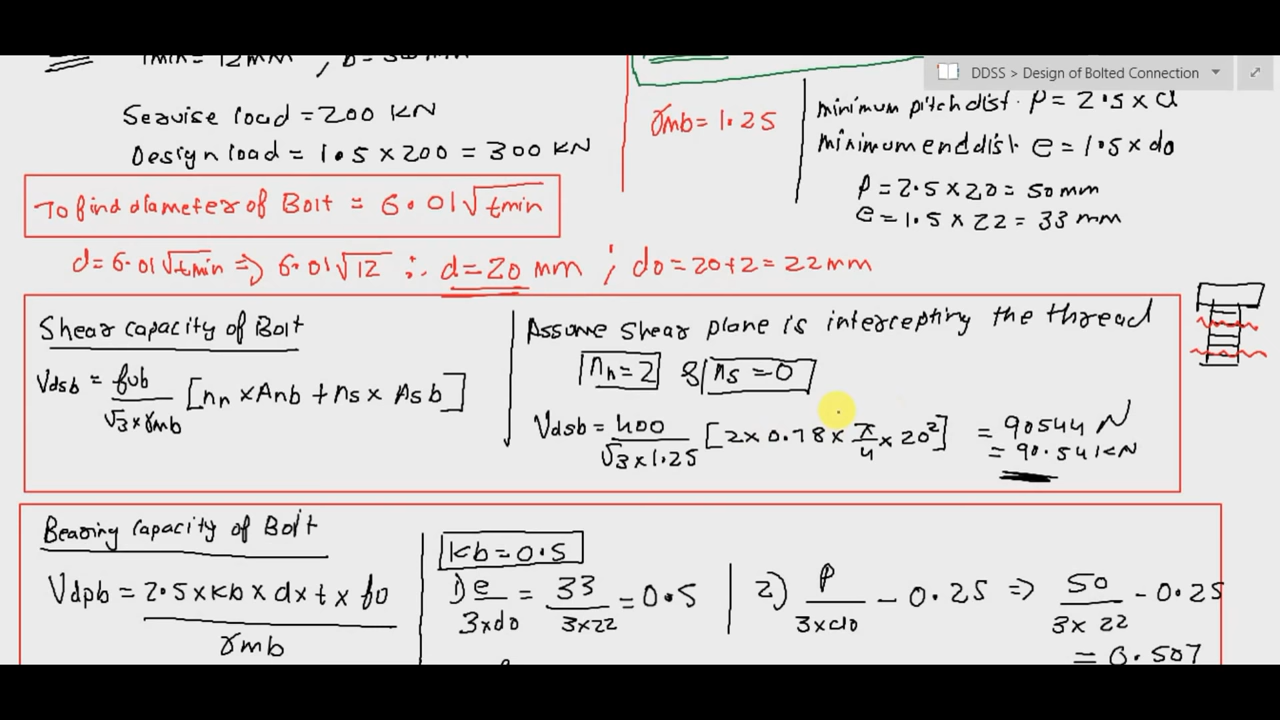 tmin = 12mm
DDSS > Design of Bolted Connection
Seavise load = 200 KN
Design load = 1.5 × 200 = 300 KN
γmb = 1.25
minimum pitch dist. P = 2.5 × d
minimum end dist. e = 1.5 × do
P = 2.5 × 20 = 50 mm
e = 1.5 × 22 = 33 mm
To find diameter of Bolt = 6.01√tmin
d = 6.01√tmin ⇒ 6.01√12 ∴ d = 20 mm ; do = 20+2 = 22 mm
Shear capacity of Bolt
Vdsb = fub / √3 × γmb [nn × Anb + ns × Asb]
Assume shear plane is intercepting the thread
nn = 2 & ns = 0
Vdsb = 400 / √3 × 1.25 [2 × 0.78 × π/4 × 20²] = 90544 N
= 90.54 KN
Bearing capacity of Bolt
Vdpb = 2.5 × kb × d × t × fu / γmb
Kb = 0.5
1) e / 3×do = 33 / 3×22 = 0.5
2) P / 3×do − 0.25 ⇒ 50 / 3×22 − 0.25
= 0.507